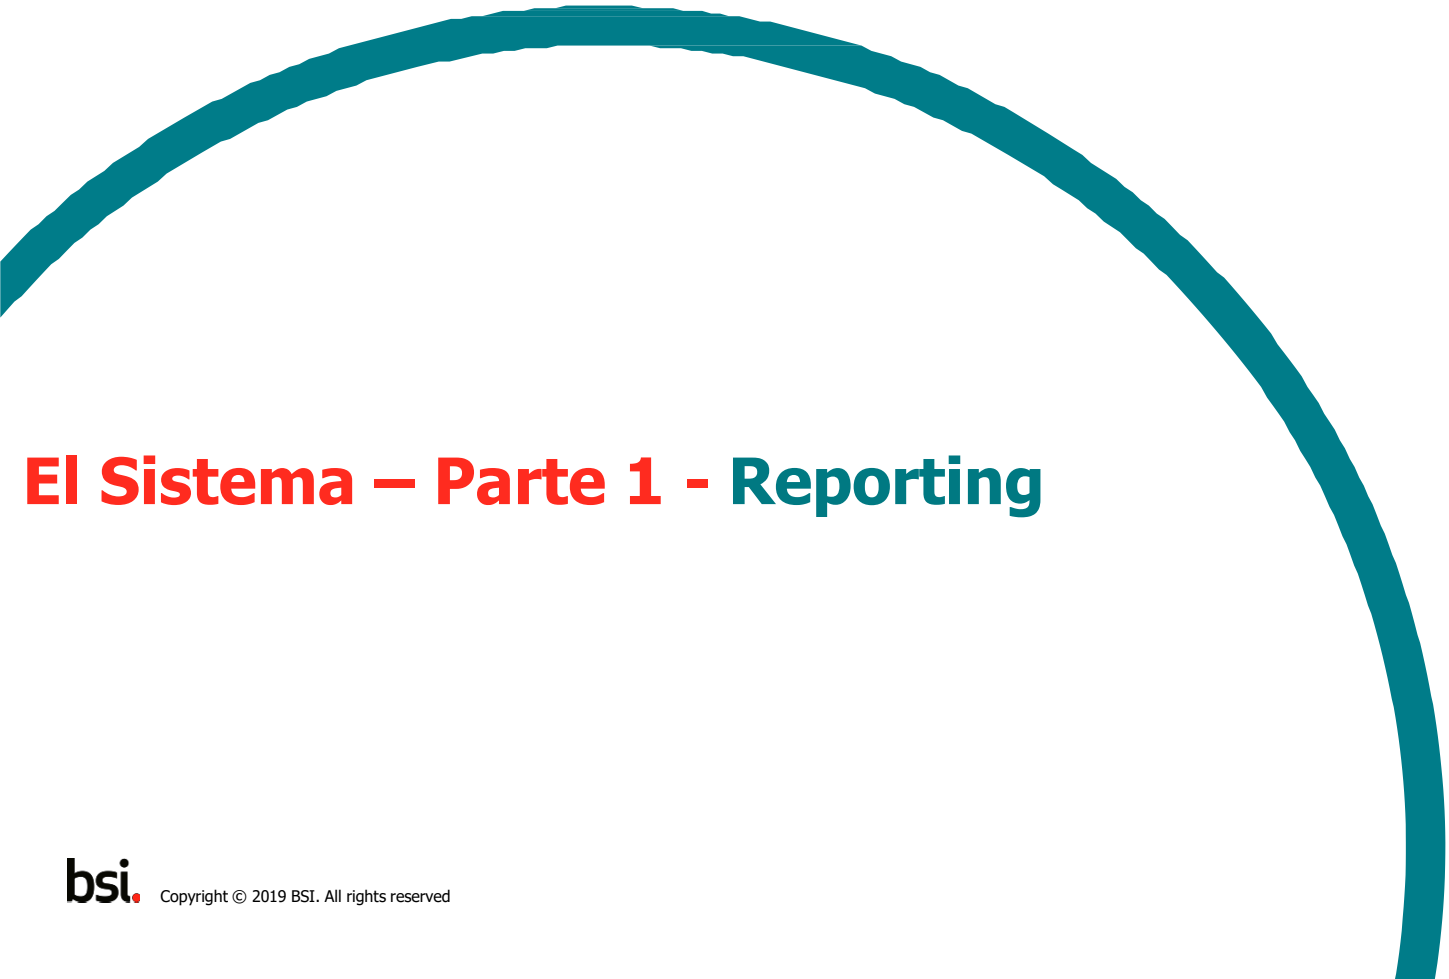 El Sistema – Parte 1 - Reporting
bsi. Copyright © 2019 BSI. All rights reserved